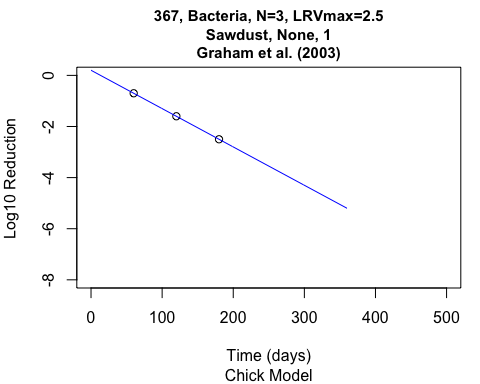 367, Bacteria, N=3, LRVmax=2.5
Sawdust, None, 1
Graham et al. (2003)
Log10 Reduction
0
-2
-4
-6
-8
0 100 200 300 400 500
Time (days)
Chick Model